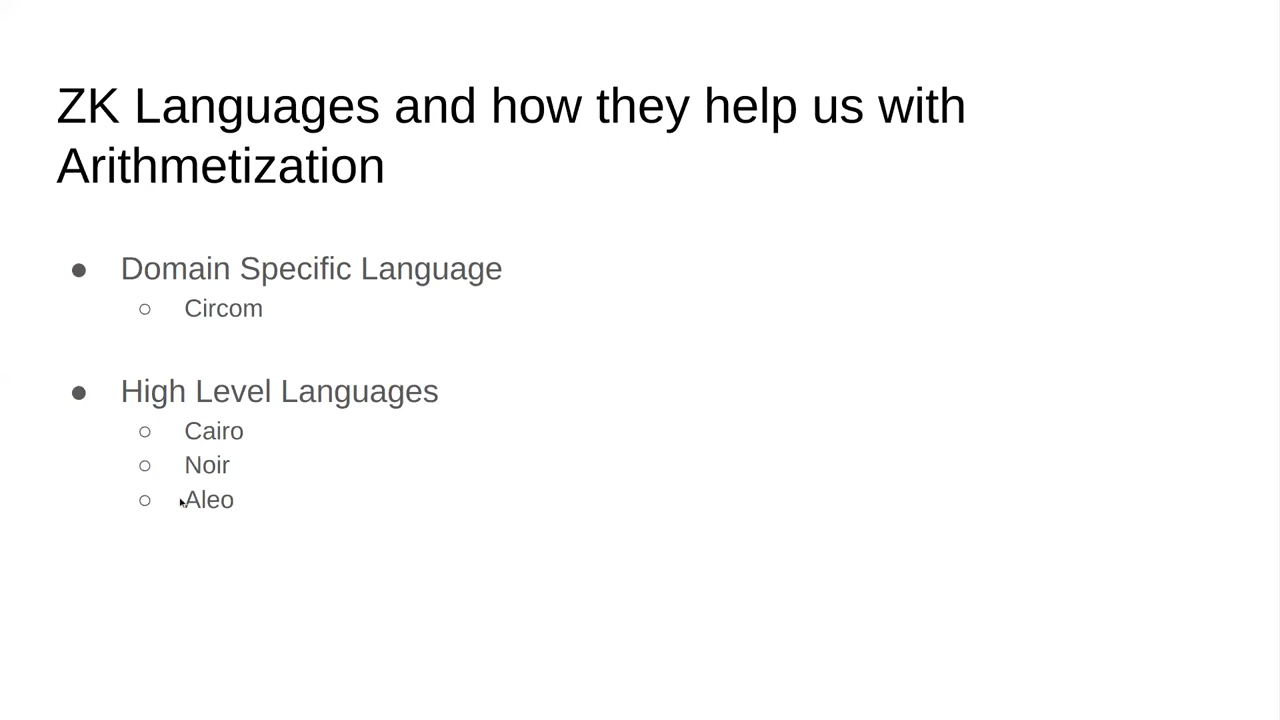 ZK Languages and how they help us with
Arithmetization
● Domain Specific Language
○ Circom
● High Level Languages
○ Cairo
○ Noir
○ Aleo